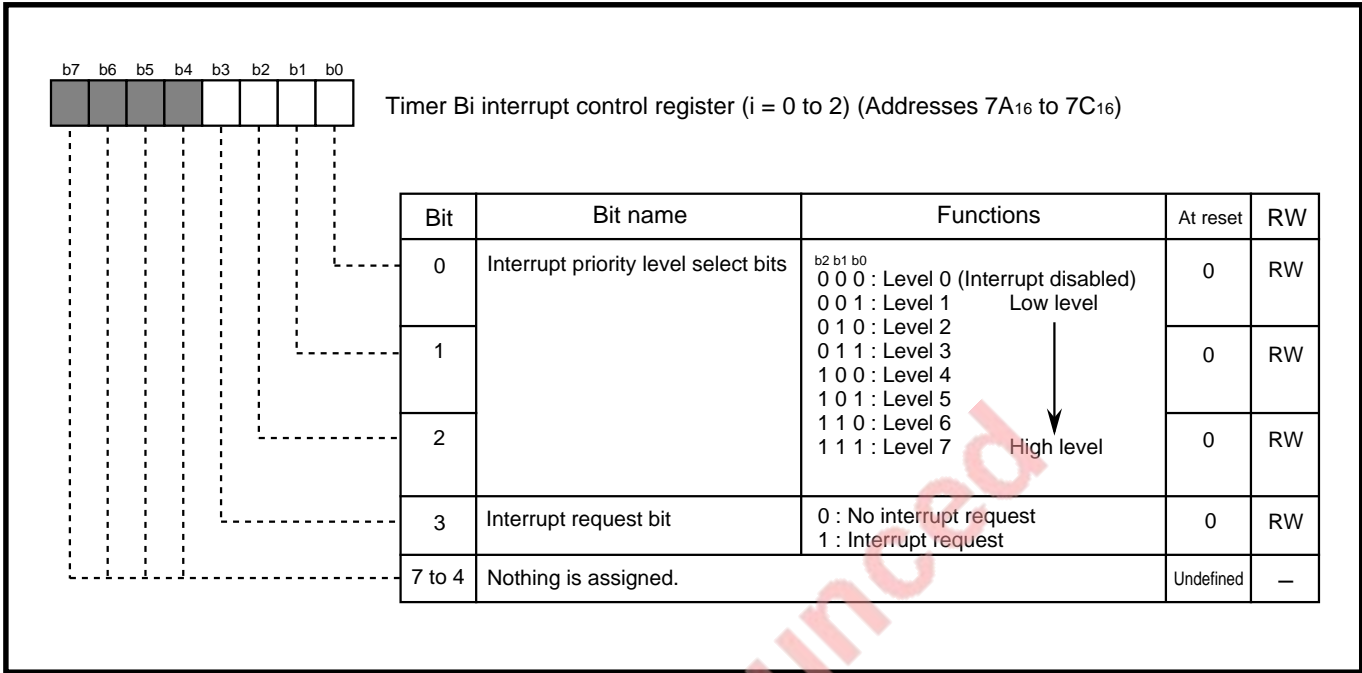 b7 b6 b5 b4 b3 b2 b1 b0
Timer Bi interrupt control register (i = 0 to 2) (Addresses 7A16 to 7C16)
Bit Bit name Functions At reset RW
0 Interrupt priority level select bits b2 b1 b0
0 0 0 : Level 0 (Interrupt disabled) 0 RW
0 0 1 : Level 1 Low level
0 1 0 : Level 2
1 0 1 1 : Level 3 0 RW
1 0 0 : Level 4
1 0 1 : Level 5
1 1 0 : Level 6
2 1 1 1 : Level 7 High level 0 RW
3 Interrupt request bit 0 : No interrupt request 0 RW
1 : Interrupt request
7 to 4 Nothing is assigned. Undefined –